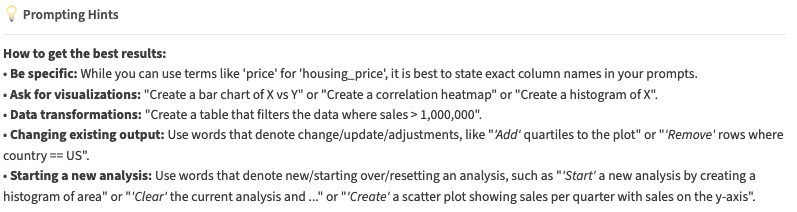 💡 Prompting Hints
How to get the best results:
• Be specific: While you can use terms like 'price' for 'housing_price', it is best to state exact column names in your prompts.
• Ask for visualizations: "Create a bar chart of X vs Y" or "Create a correlation heatmap" or "Create a histogram of X".
• Data transformations: "Create a table that filters the data where sales > 1,000,000".
• Changing existing output: Use words that denote change/update/adjustments, like "'Add' quartiles to the plot" or "'Remove' rows where
country == US".
• Starting a new analysis: Use words that denote new/starting over/resetting an analysis, such as "'Start' a new analysis by creating a
histogram of area" or "'Clear' the current analysis and ..." or "'Create' a scatter plot showing sales per quarter with sales on the y-axis".